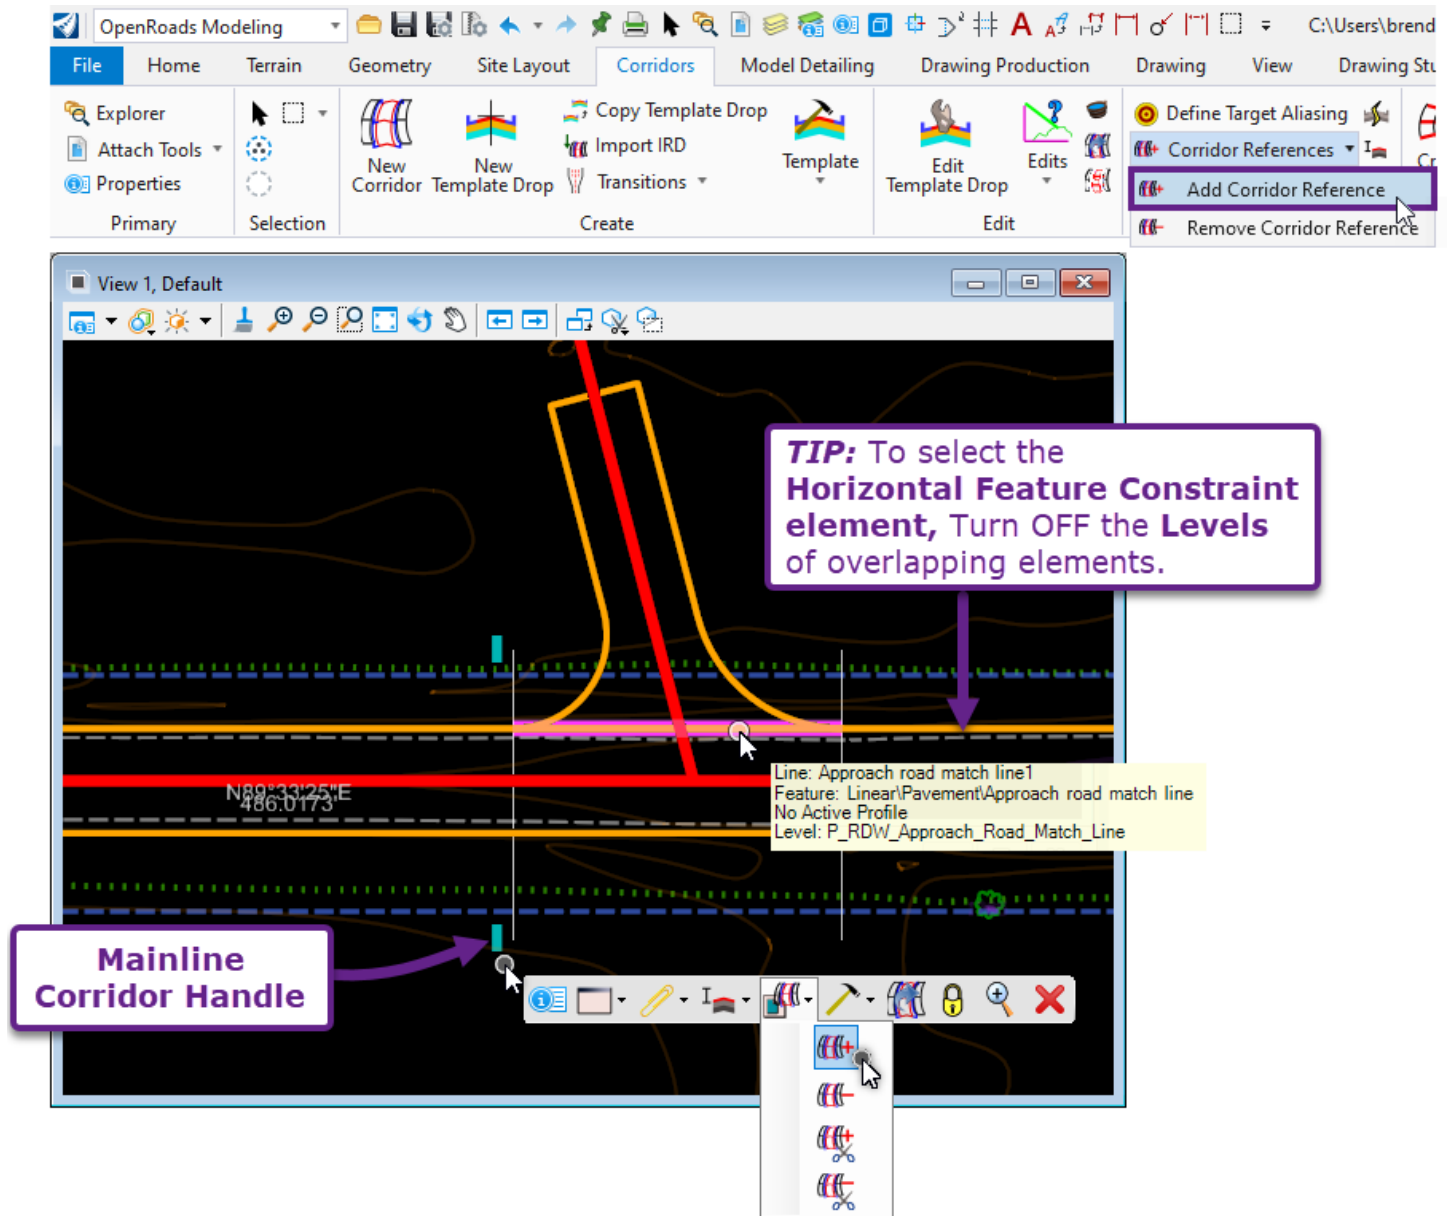 OpenRoads Modeling
C:\Users\brend
File Home Terrain Geometry Site Layout Corridors Model Detailing Drawing Production Drawing View Drawing Stu
Explorer
Attach Tools
Properties
Primary
Selection
New
Corridor
New
Template Drop
Copy Template Drop
Import IRD
Transitions
Template
Create
Edit
Template Drop
Edits
Edit
Define Target Aliasing
Corridor References
Cr
Add Corridor Reference
Remove Corridor Reference
View 1, Default
TIP: To select the
Horizontal Feature Constraint
element, Turn OFF the Levels
of overlapping elements.
Line: Approach road match line1
Feature: Linear\Pavement\Approach road match line
No Active Profile
Level: P_RDW_Approach_Road_Match_Line
N89°33'25"E
486.0173'
Mainline
Corridor Handle